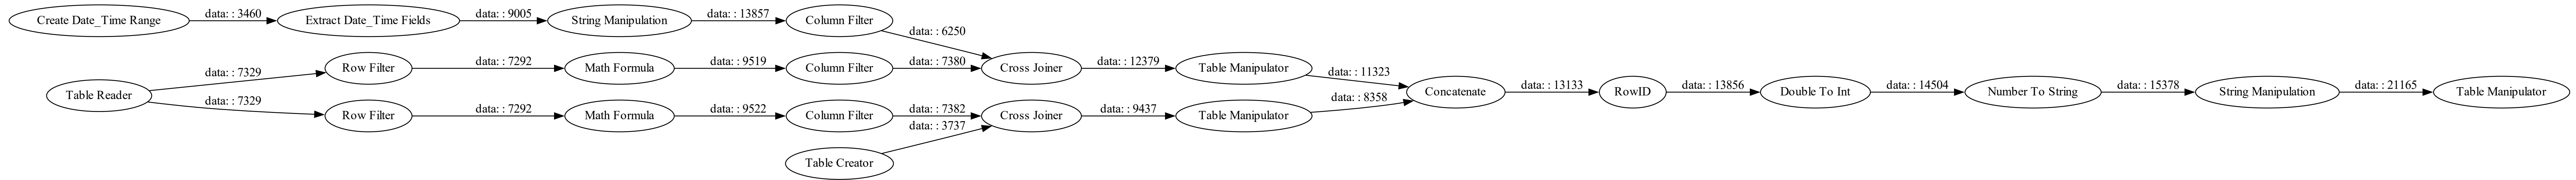 Create Date_Time Range
data: : 3460
Extract Date_Time Fields
data: : 9005
String Manipulation
data: : 13857
Column Filter
data: : 6250
Table Reader
data: : 7329
Row Filter
data: : 7292
Math Formula
data: : 9519
Column Filter
data: : 7380
Cross Joiner
data: : 12379
Table Manipulator
data: : 11323
data: : 7329
Row Filter
data: : 7292
Math Formula
data: : 9522
Column Filter
data: : 7382
Cross Joiner
data: : 9437
Table Manipulator
data: : 8358
Table Creator
data: : 3737
Concatenate
data: : 13133
RowID
data: : 13856
Double To Int
data: : 14504
Number To String
data: : 15378
String Manipulation
data: : 21165
Table Manipulator